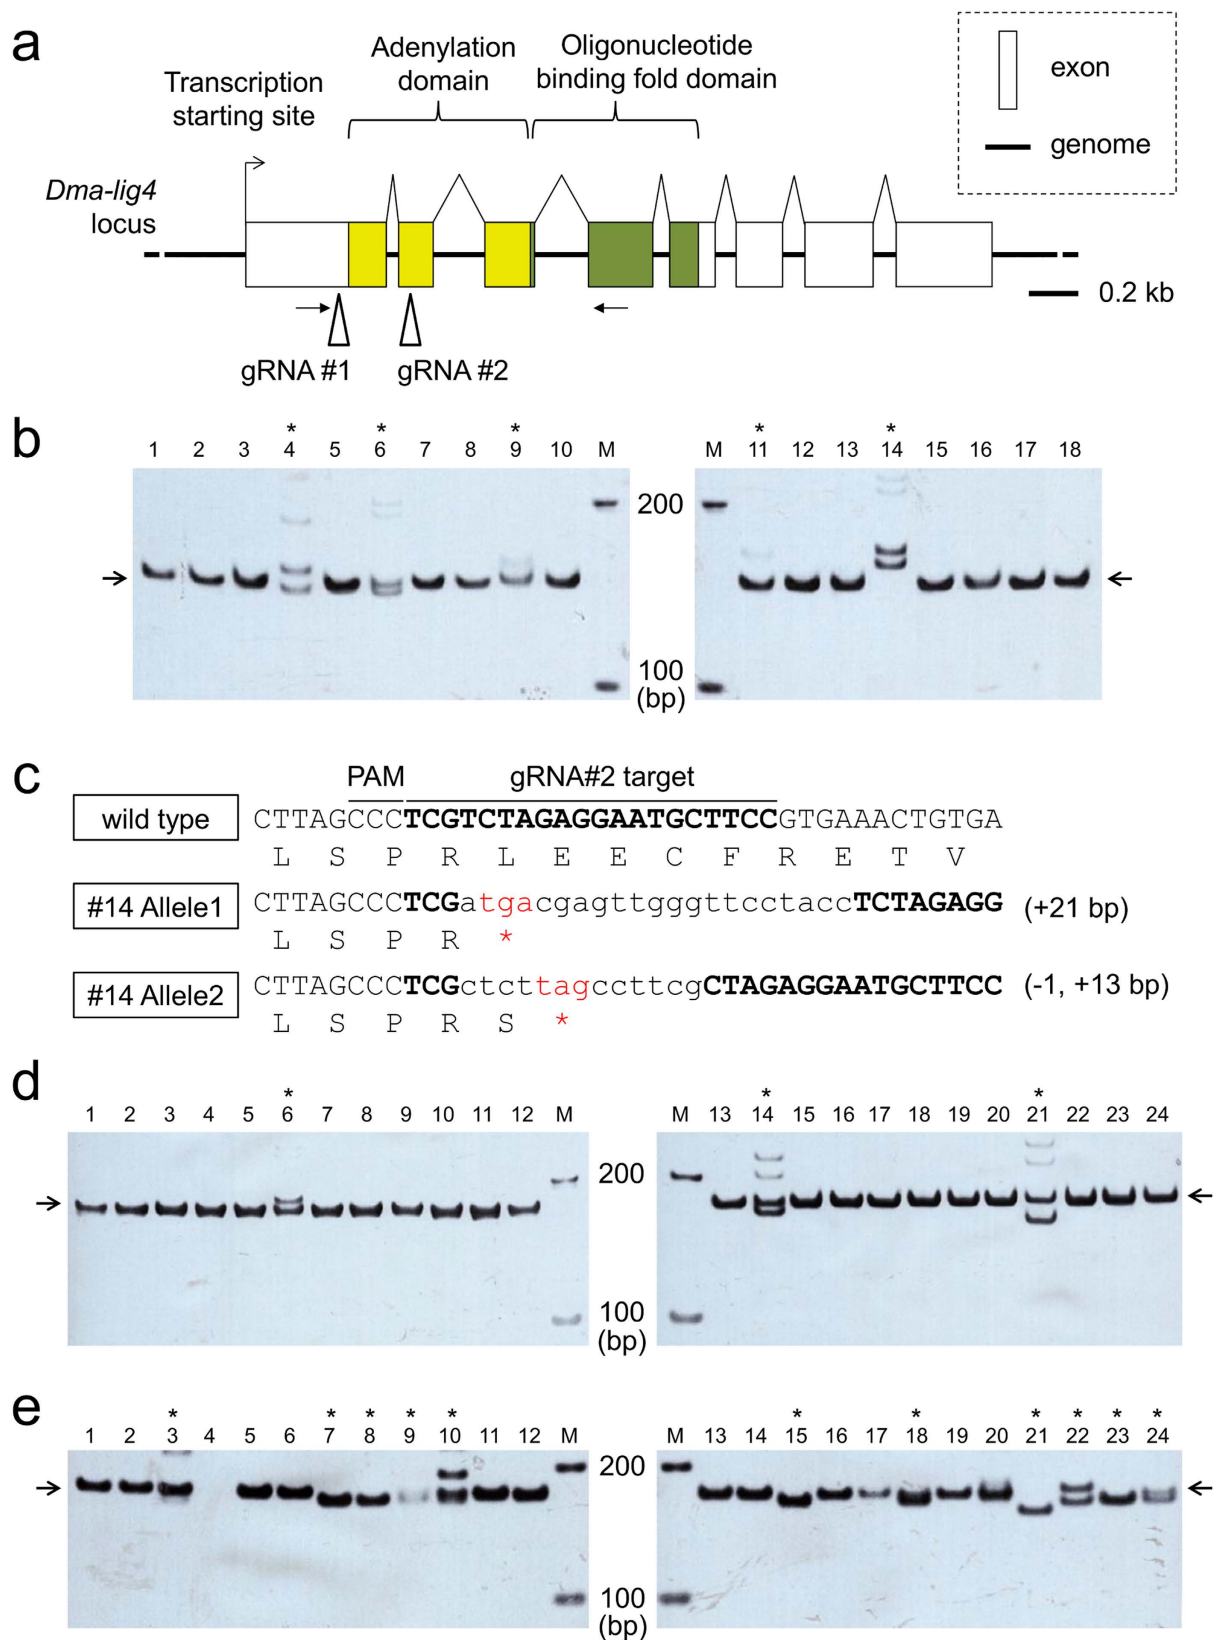 a
Transcription
starting site
Adenylation
domain
Oligonucleotide
binding fold domain
exon
genome
Dma-lig4
locus
0.2 kb
gRNA #1
gRNA #2
b
* * *
1 2 3 4 5 6 7 8 9 10 M
* *
M 11 12 13 14 15 16 17 18
200
100
(bp)
c
PAM gRNA#2 target
wild type CTTAGCCCTCGTCTAGAGGAATGCTTCCGTGAAACTGTGA
L S P R L E E C F R E T V
#14 Allele1 CTTAGCCCTCGatgacgagttgggttcctaccTCTAGAGG (+21 bp)
L S P R *
#14 Allele2 CTTAGCCCTCGctcttagccttcgCTAGAGGAATGCTTCC (-1, +13 bp)
L S P R S *
d
*
1 2 3 4 5 6 7 8 9 10 11 12 M
* *
M 13 14 15 16 17 18 19 20 21 22 23 24
200
100
(bp)
e
* * * * *
1 2 3 4 5 6 7 8 9 10 11 12 M
* * * * * *
M 13 14 15 16 17 18 19 20 21 22 23 24
200
100
(bp)